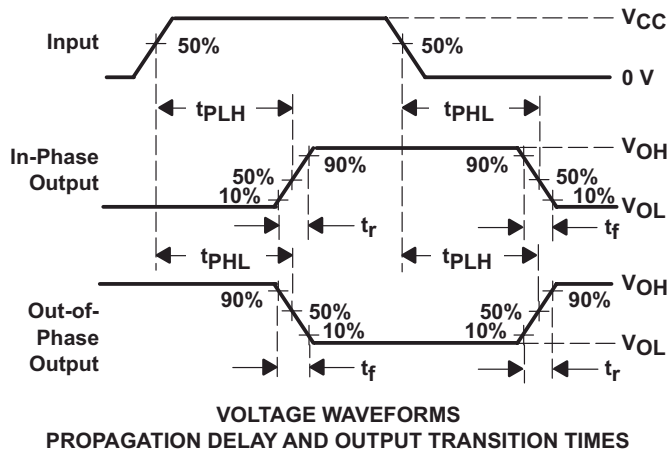 VCC
Input
50%
50%
0 V
tPLH
tPHL
In-Phase
Output
VOH
90%
90%
50%
50%
10%
10%
VOL
tr
tf
tPHL
tPLH
Out-of-
Phase
Output
VOH
90%
90%
50%
50%
10%
10%
VOL
tf
tr
VOLTAGE WAVEFORMS
PROPAGATION DELAY AND OUTPUT TRANSITION TIMES